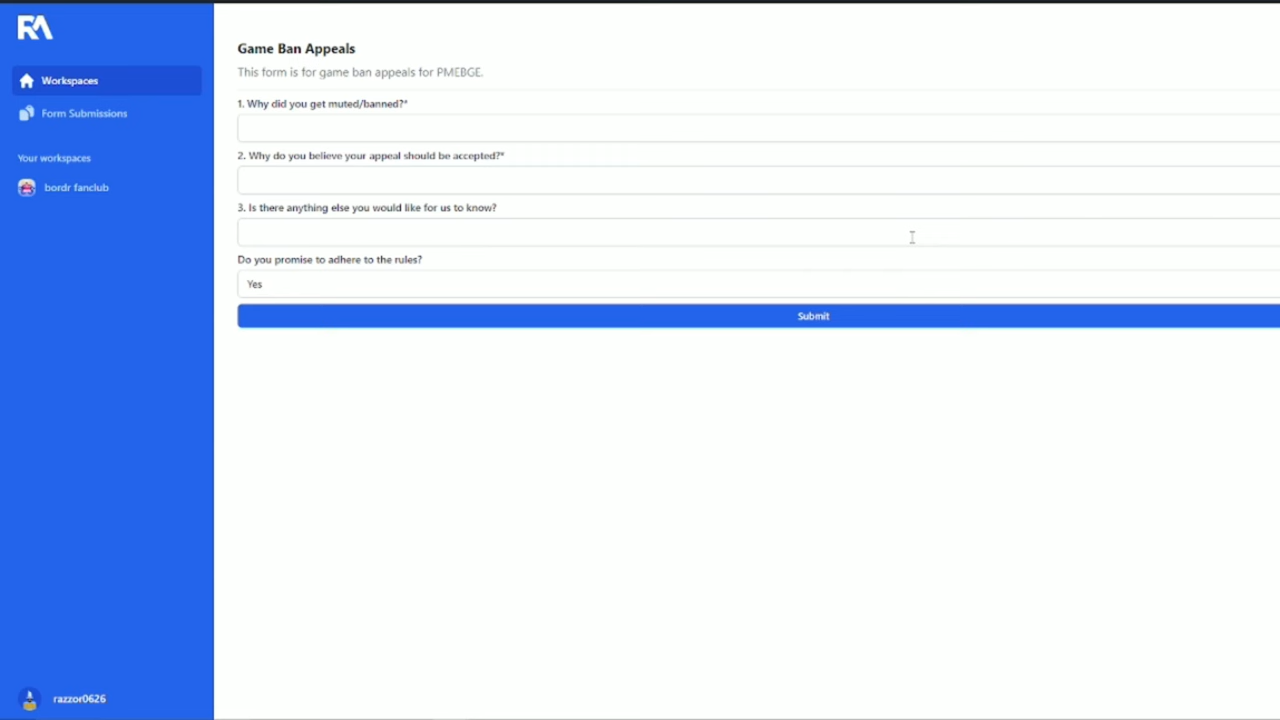 RA
Workspaces
Form Submissions
Your workspaces
bordr fanclub
razzor0626
Game Ban Appeals
This form is for game ban appeals for PMEBGE.
1. Why did you get muted/banned?*
2. Why do you believe your appeal should be accepted?*
3. Is there anything else you would like for us to know?
Do you promise to adhere to the rules?
Yes
Submit